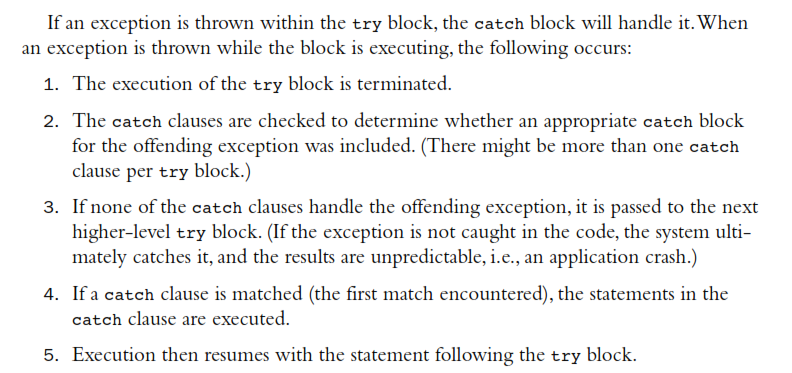 If an exception is thrown within the try block, the catch block will handle it. When
an exception is thrown while the block is executing, the following occurs:
1. The execution of the try block is terminated.
2. The catch clauses are checked to determine whether an appropriate catch block
for the offending exception was included. (There might be more than one catch
clause per try block.)
3. If none of the catch clauses handle the offending exception, it is passed to the next
higher-level try block. (If the exception is not caught in the code, the system ulti-
mately catches it, and the results are unpredictable, i.e., an application crash.)
4. If a catch clause is matched (the first match encountered), the statements in the
catch clause are executed.
5. Execution then resumes with the statement following the try block.